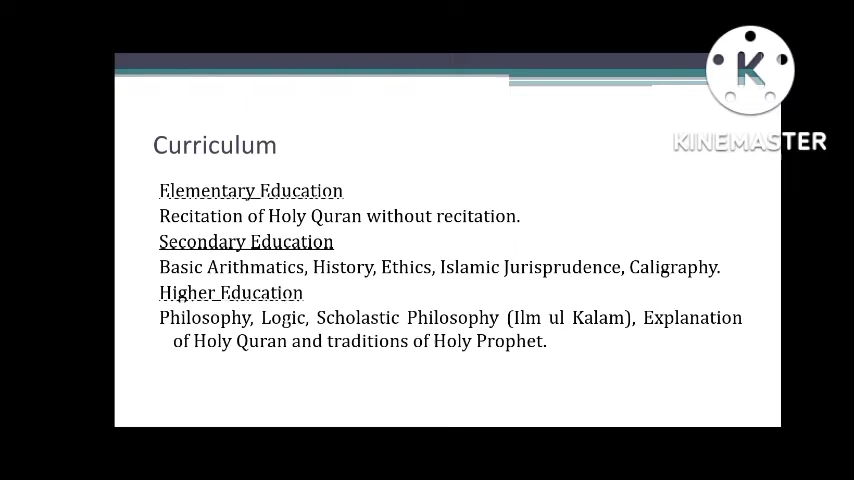 KINEMASTER
Curriculum
Elementary Education
Recitation of Holy Quran without recitation.
Secondary Education
Basic Arithmatics, History, Ethics, Islamic Jurisprudence, Caligraphy.
Higher Education
Philosophy, Logic, Scholastic Philosophy (Ilm ul Kalam), Explanation
of Holy Quran and traditions of Holy Prophet.